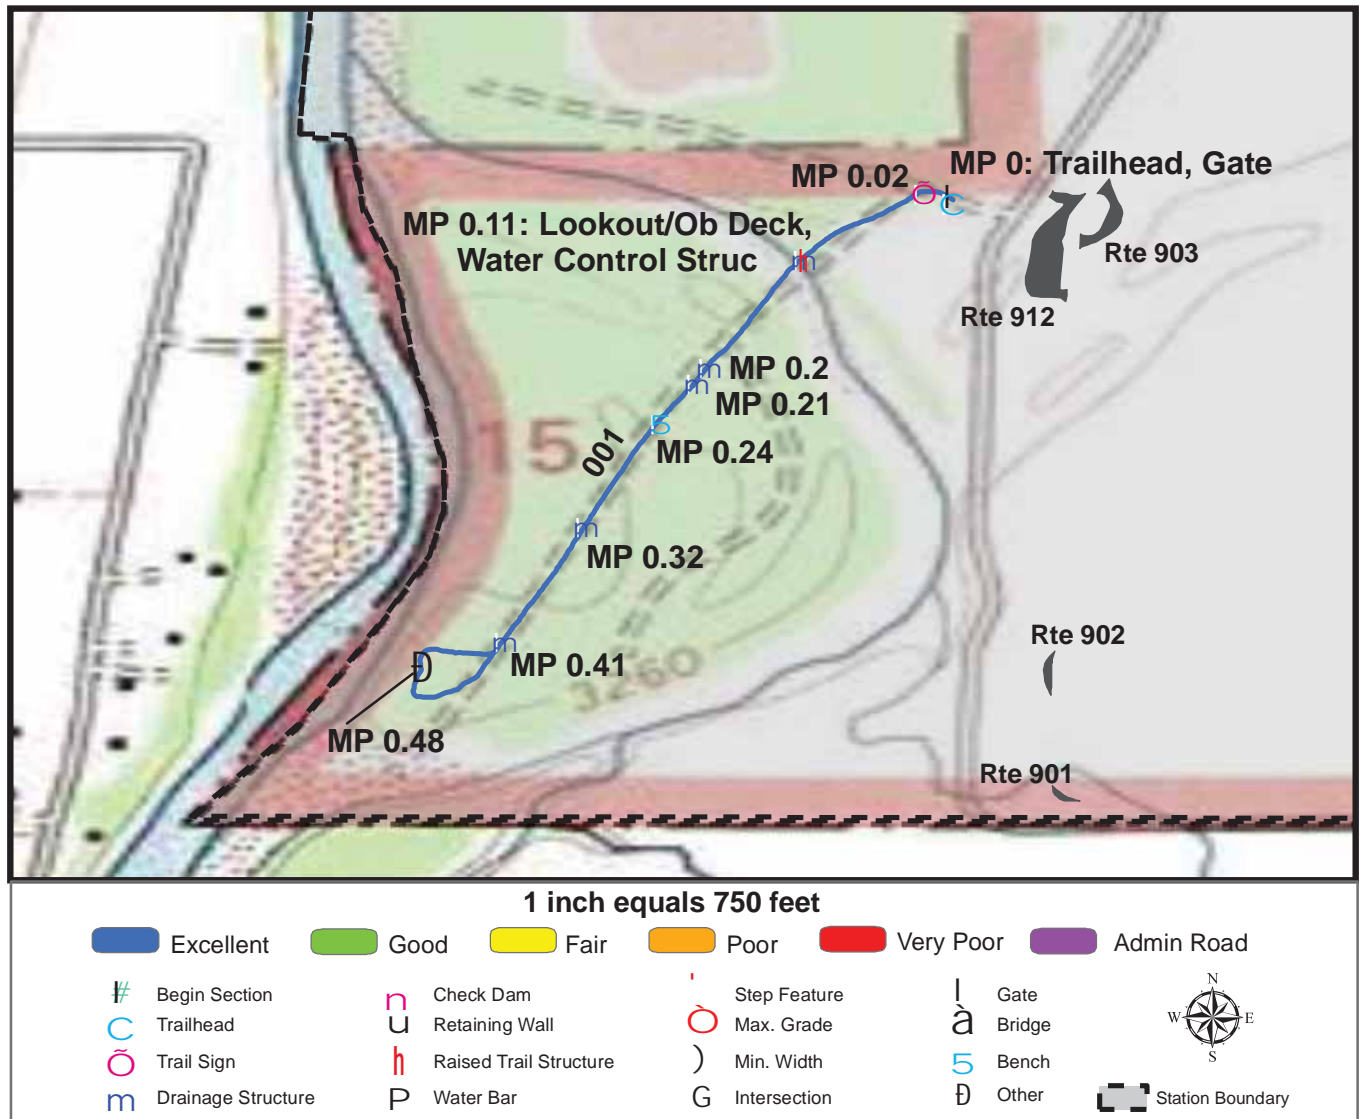 MP 0: Trailhead, Gate
MP 0.02
Õ
C
MP 0.11: Lookout/Ob Deck,
Water Control Struc
m
h
Rte 903
Rte 912
m
MP 0.2
m
MP 0.21
5
MP 0.24
15
001
m
MP 0.32
m
MP 0.41
Ð
MP 0.48
3260
Rte 902
Rte 901
1 inch equals 750 feet
Excellent
Good
Fair
Poor
Very Poor
Admin Road
# Begin Section
n Check Dam
' Step Feature
l Gate
C Trailhead
u Retaining Wall
Ò Max. Grade
à Bridge
Õ Trail Sign
h Raised Trail Structure
) Min. Width
5 Bench
m Drainage Structure
P Water Bar
G Intersection
Ð Other
Station Boundary
N
W E
S